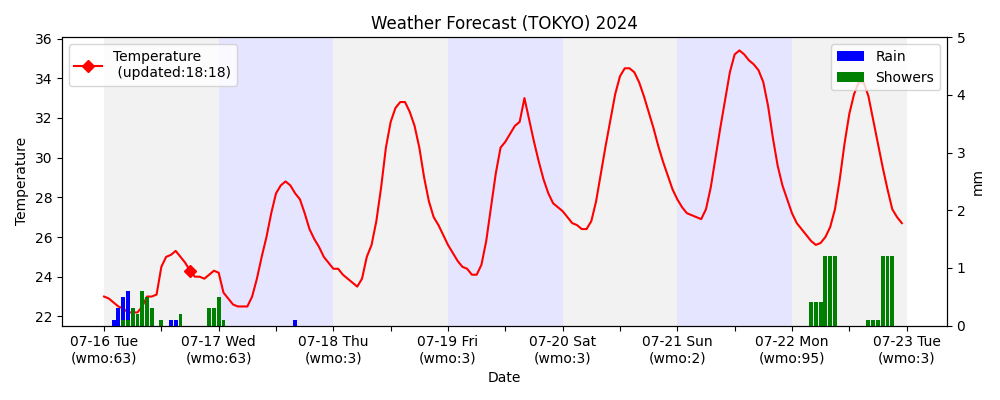 Weather Forecast (TOKYO) 2024
Temperature
(updated:18:18)
Rain
Showers
36
34
32
30
28
26
24
22
Temperature
5
4
3
2
1
0
mm
07-16 Tue
(wmo:63)
07-17 Wed
(wmo:63)
07-18 Thu
(wmo:3)
07-19 Fri
(wmo:3)
07-20 Sat
(wmo:3)
07-21 Sun
(wmo:2)
07-22 Mon
(wmo:95)
07-23 Tue
(wmo:3)
Date